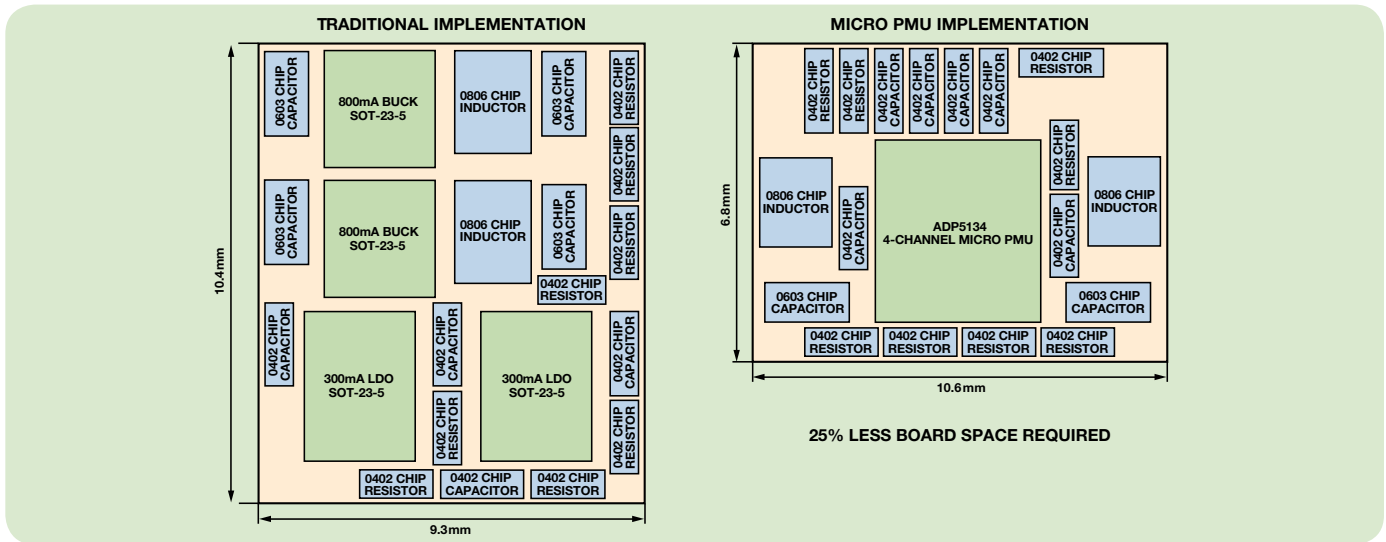 TRADITIONAL IMPLEMENTATION
0603 CHIP
CAPACITOR
800mA BUCK
SOT-23-5
0806 CHIP
INDUCTOR
0603 CHIP
CAPACITOR
0402 CHIP
RESISTOR
0402 CHIP
RESISTOR
0603 CHIP
CAPACITOR
800mA BUCK
SOT-23-5
0806 CHIP
INDUCTOR
0603 CHIP
CAPACITOR
0402 CHIP
RESISTOR
0402 CHIP
RESISTOR
10.4mm
0402 CHIP
CAPACITOR
300mA LDO
SOT-23-5
0402 CHIP
CAPACITOR
0402 CHIP
RESISTOR
300mA LDO
SOT-23-5
0402 CHIP
CAPACITOR
0402 CHIP
RESISTOR
0402 CHIP
RESISTOR
0402 CHIP
CAPACITOR
0402 CHIP
RESISTOR
9.3mm
MICRO PMU IMPLEMENTATION
0402 CHIP
RESISTOR
0402 CHIP
RESISTOR
0402 CHIP
CAPACITOR
0402 CHIP
CAPACITOR
0402 CHIP
CAPACITOR
0402 CHIP
CAPACITOR
0402 CHIP
RESISTOR
6.8mm
0806 CHIP
INDUCTOR
0402 CHIP
CAPACITOR
ADP5134
4-CHANNEL MICRO PMU
0402 CHIP
RESISTOR
0402 CHIP
CAPACITOR
0806 CHIP
INDUCTOR
0603 CHIP
CAPACITOR
0603 CHIP
CAPACITOR
0402 CHIP
RESISTOR
0402 CHIP
RESISTOR
0402 CHIP
RESISTOR
0402 CHIP
RESISTOR
10.6mm
25% LESS BOARD SPACE REQUIRED